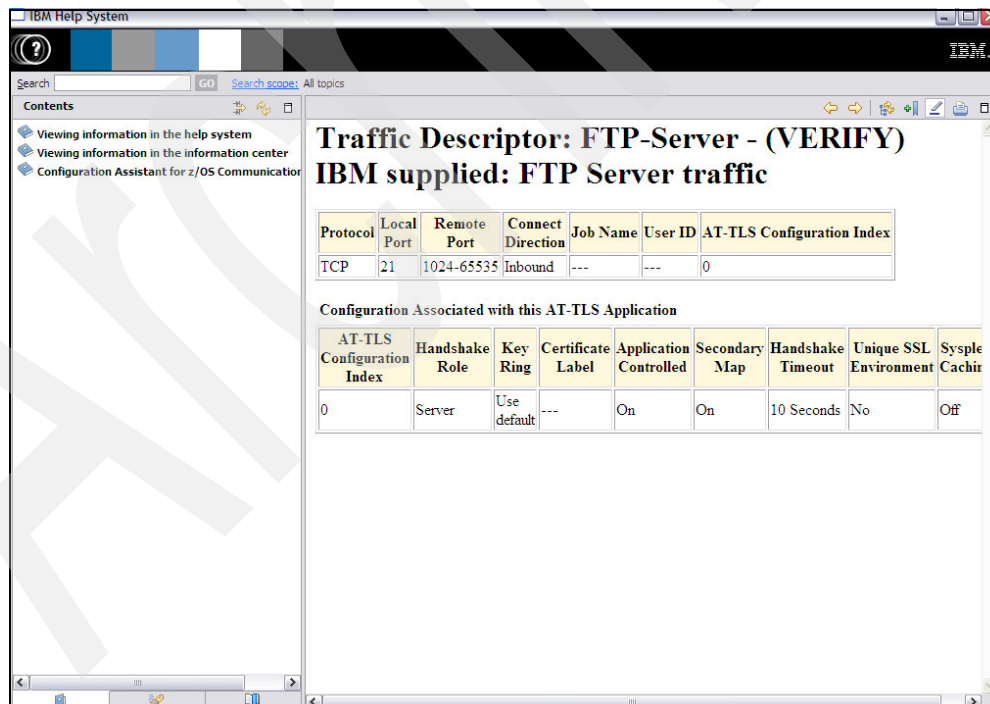 IBM Help System
IBM.
Search
GO
Search scope: All topics
Contents
Viewing information in the help system
Viewing information in the information center
Configuration Assistant for z/OS Communication
Traffic Descriptor: FTP-Server - (VERIFY)
IBM supplied: FTP Server traffic
Protocol Local Port Remote Port Connect Direction Job Name User ID AT-TLS Configuration Index
TCP 21 1024-65535 Inbound --- --- 0
Configuration Associated with this AT-TLS Application
AT-TLS Configuration Index Handshake Role Key Ring Certificate Label Application Controlled Secondary Map Handshake Timeout Unique SSL Environment Sysple Cachin
0 Server Use default --- On On 10 Seconds No Off